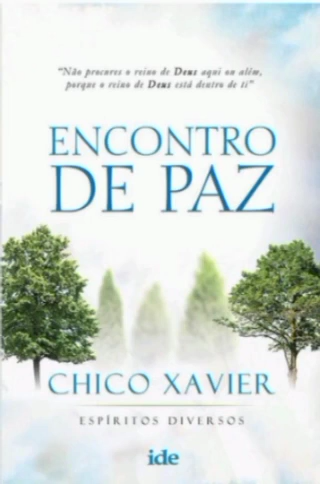 "Não procures o reino de Deus aqui ou além,
porque o reino de Deus está dentro de ti"
ENCONTRO
DE PAZ
CHICO XAVIER
ESPÍRITOS DIVERSOS
ide